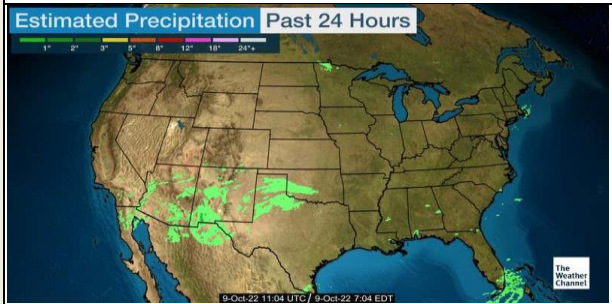 Estimated Precipitation Past 24 Hours
1" 2" 3" 5" 8" 12" 18" 24"+
The
Weather
Channel
9-Oct-22 11:04 UTC / 9-Oct-22 7:04 EDT